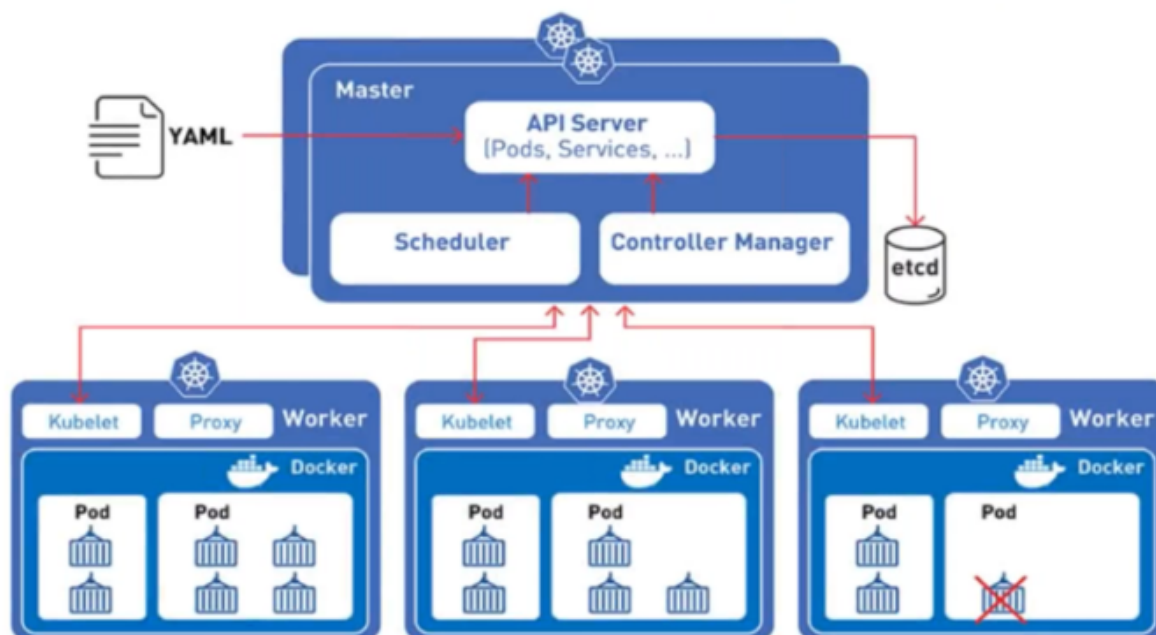 Master
API Server
(Pods, Services, ...)
YAML
Scheduler
Controller Manager
etcd
Kubelet
Proxy
Worker
Docker
Pod
Pod
Kubelet
Proxy
Worker
Docker
Pod
Pod
Kubelet
Proxy
Worker
Docker
Pod
Pod